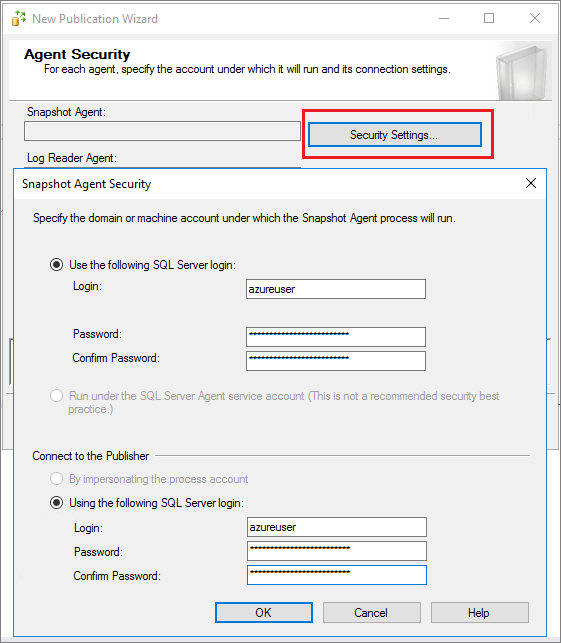 New Publication Wizard
Agent Security
For each agent, specify the account under which it will run and its connection settings.
Snapshot Agent:
Security Settings...
Log Reader Agent:
Snapshot Agent Security
Specify the domain or machine account under which the Snapshot Agent process will run.
Use the following SQL Server login:
Login:
azureuser
Password:
************************
Confirm Password:
************************
Run under the SQL Server Agent service account (This is not a recommended security best
practice.)
Connect to the Publisher
By impersonating the process account
Using the following SQL Server login:
Login:
azureuser
Password:
************************
Confirm Password:
************************
OK
Cancel
Help